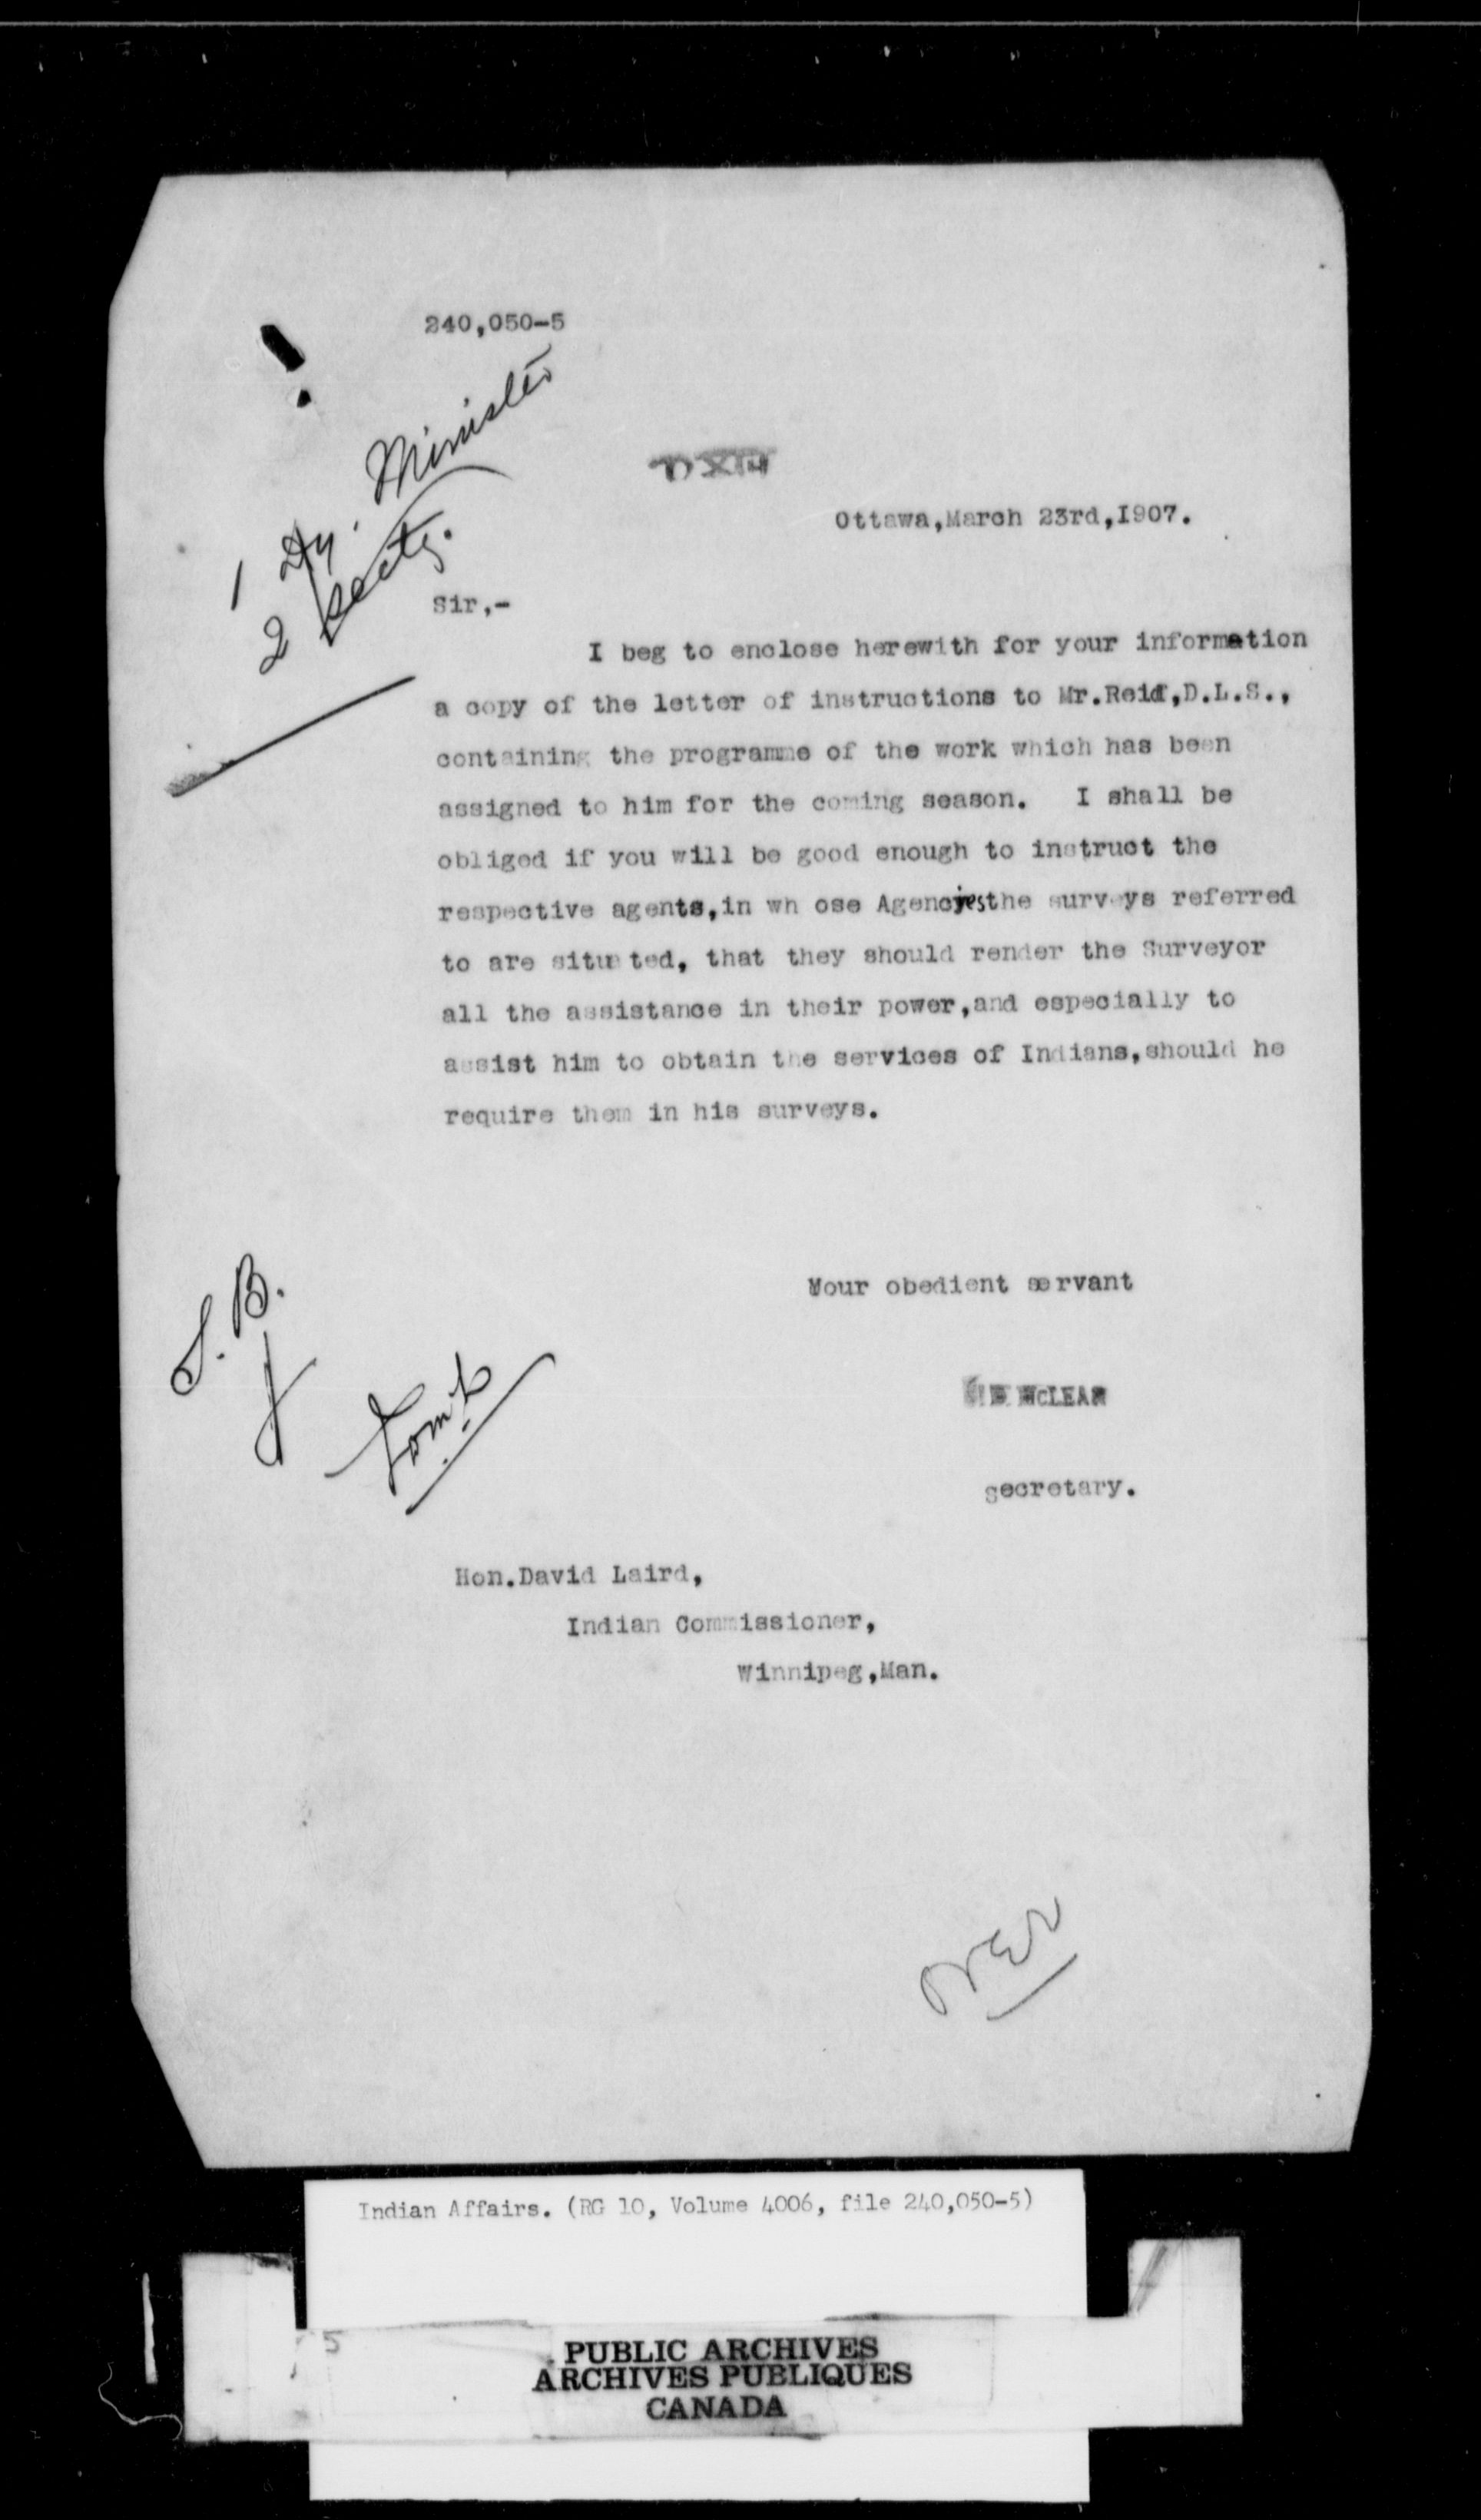 240,050-5
1 Dy. Minister
2 Secty.
Ottawa,March 23rd,1907.
Sir,-
I beg to enclose herewith for your information
a copy of the letter of instructions to Mr.Reid,D.L.S.,
containing the programme of the work which has been
assigned to him for the coming season. I shall be
obliged if you will be good enough to instruct the
respective agents,in wh ose Agencies the surveys referred
to are situated, that they should render the Surveyor
all the assistance in their power,and especially to
assist him to obtain the services of Indians,should he
require them in his surveys.
Your obedient servant
McLEAN
secretary.
S. B.
Hon.David Laird,
Indian Commissioner,
Winnipeg,Man.
Indian Affairs. (RG 10, Volume 4006, file 240,050-5)
5
PUBLIC ARCHIVES
ARCHIVES PUBLIQUES
CANADA